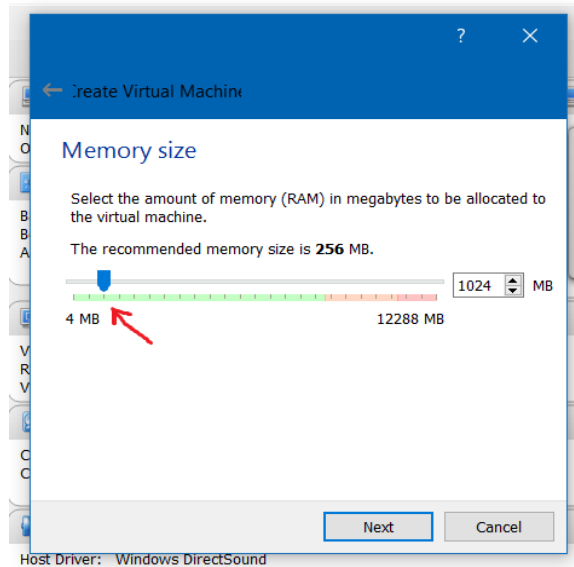 ?
Create Virtual Machine
Memory size
Select the amount of memory (RAM) in megabytes to be allocated to
the virtual machine.
The recommended memory size is 256 MB.
1024 MB
4 MB 12288 MB
Next Cancel
Host Driver: Windows DirectSound